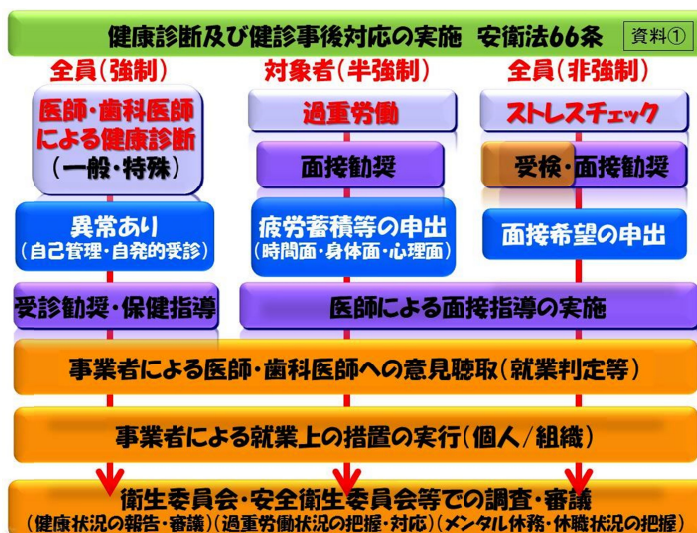 健康診断及び健診事後対応の実施 安衛法66条
資料①
全員(強制)
対象者(半強制)
全員(非強制)
医師・歯科医師
による健康診断
(一般・特殊)
過重労働
ストレスチェック
面接勧奨
受検・面接勧奨
異常あり
(自己管理・自発的受診)
疲労蓄積等の申出
(時間面・身体面・心理面)
面接希望の申出
受診勧奨・保健指導
医師による面接指導の実施
事業者による医師・歯科医師への意見聴取(就業判定等)
事業者による就業上の措置の実行(個人/組織)
衛生委員会・安全衛生委員会等での調査・審議
(健康状況の報告・審議)(過重労働状況の把握・対応)(メンタル休務・休職状況の把握)